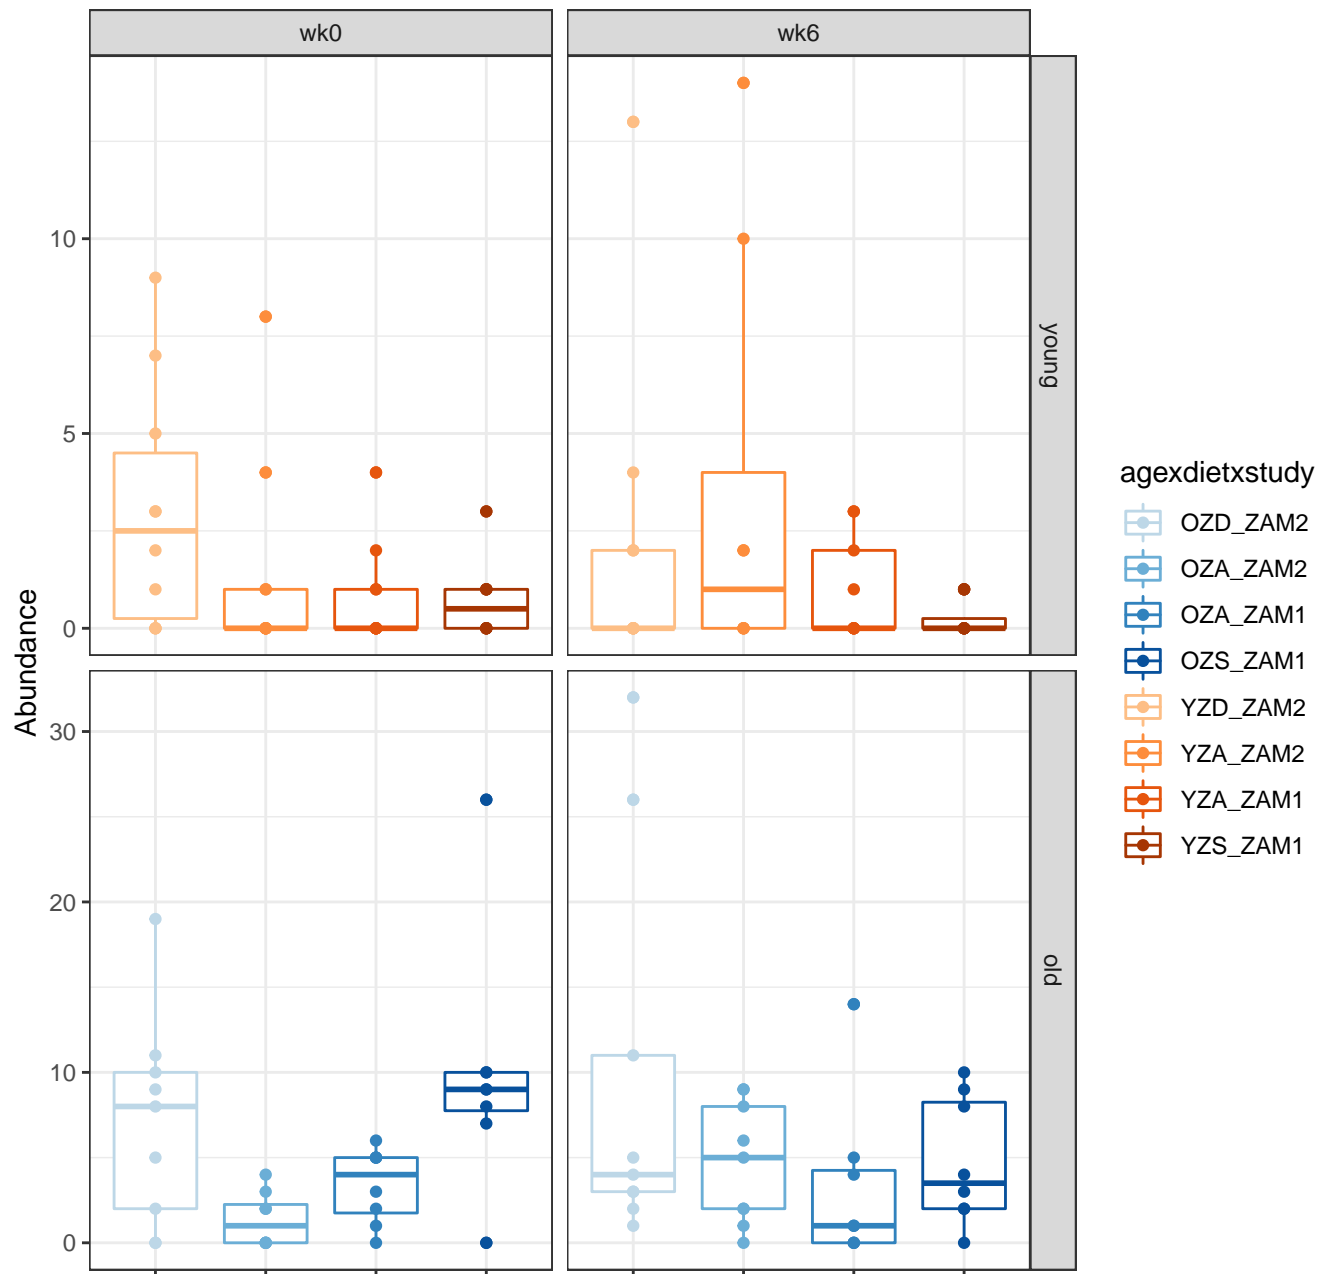 wk0
wk6
10
5
0
young
Abundance
30
20
10
0
old
agexdietxstudy
OZD_ZAM2
OZA_ZAM2
OZA_ZAM1
OZS_ZAM1
YZD_ZAM2
YZA_ZAM2
YZA_ZAM1
YZS_ZAM1